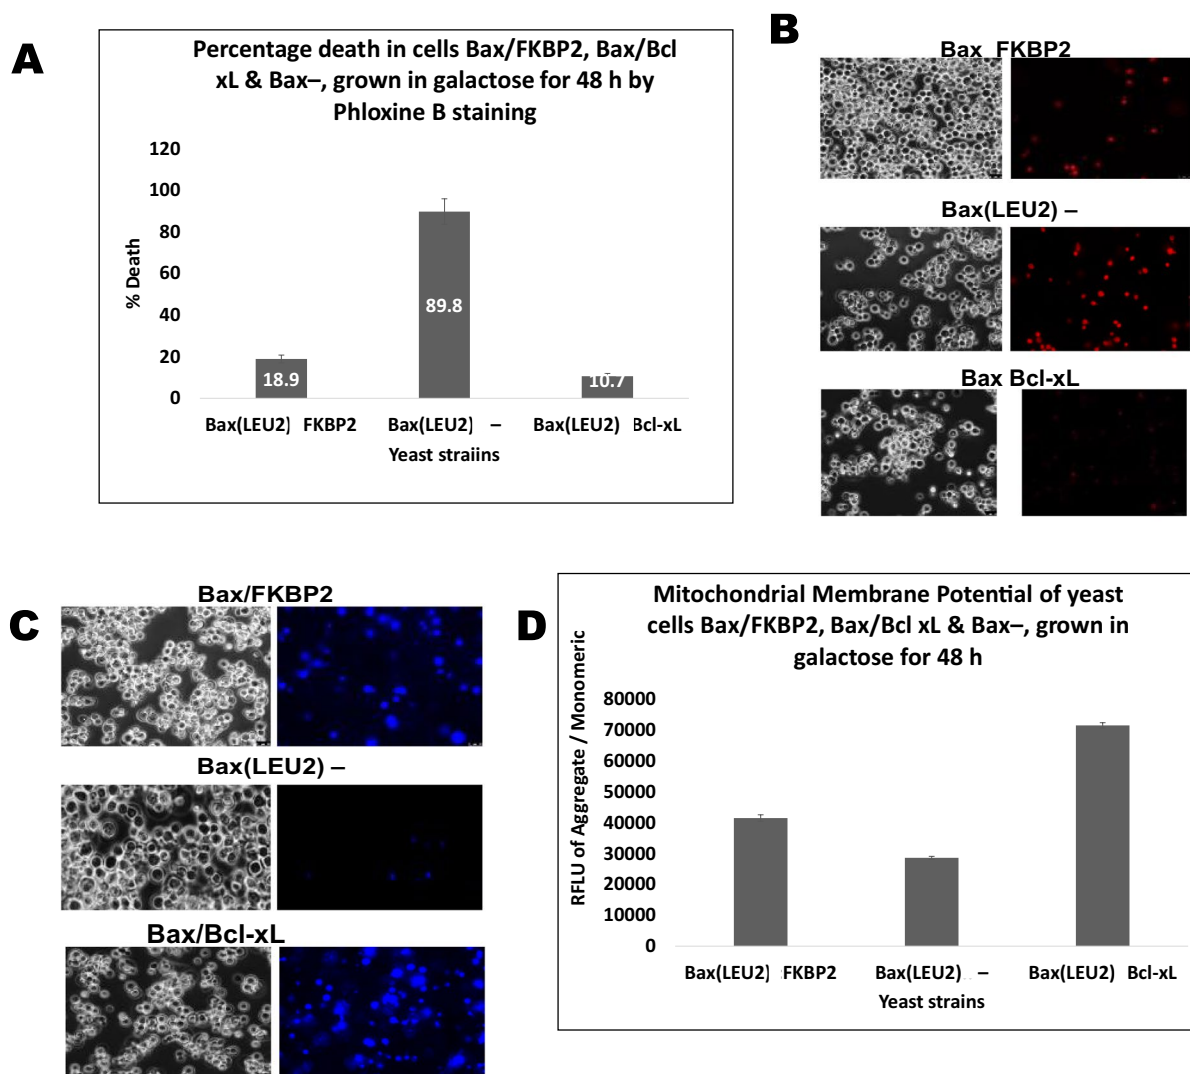 A
Percentage death in cells Bax/FKBP2, Bax/Bcl
xL & Bax–, grown in galactose for 48 h by
Phloxine B staining
120
100
80
60
40
20
0
% Death
18.9
89.8
10.7
Bax(LEU2) FKBP2
Bax(LEU2) –
Bax(LEU2) Bcl-xL
Yeast straiins
B
Bax FKBP2
Bax(LEU2) –
Bax Bcl-xL
C
Bax/FKBP2
Bax(LEU2) –
Bax/Bcl-xL
D
Mitochondrial Membrane Potential of yeast
cells Bax/FKBP2, Bax/Bcl xL & Bax–, grown in
galactose for 48 h
80000
70000
60000
50000
40000
30000
20000
10000
0
RFLU of Aggregate / Monomeric
Bax(LEU2) FKBP2
Bax(LEU2) –
Bax(LEU2) Bcl-xL
Yeast strains